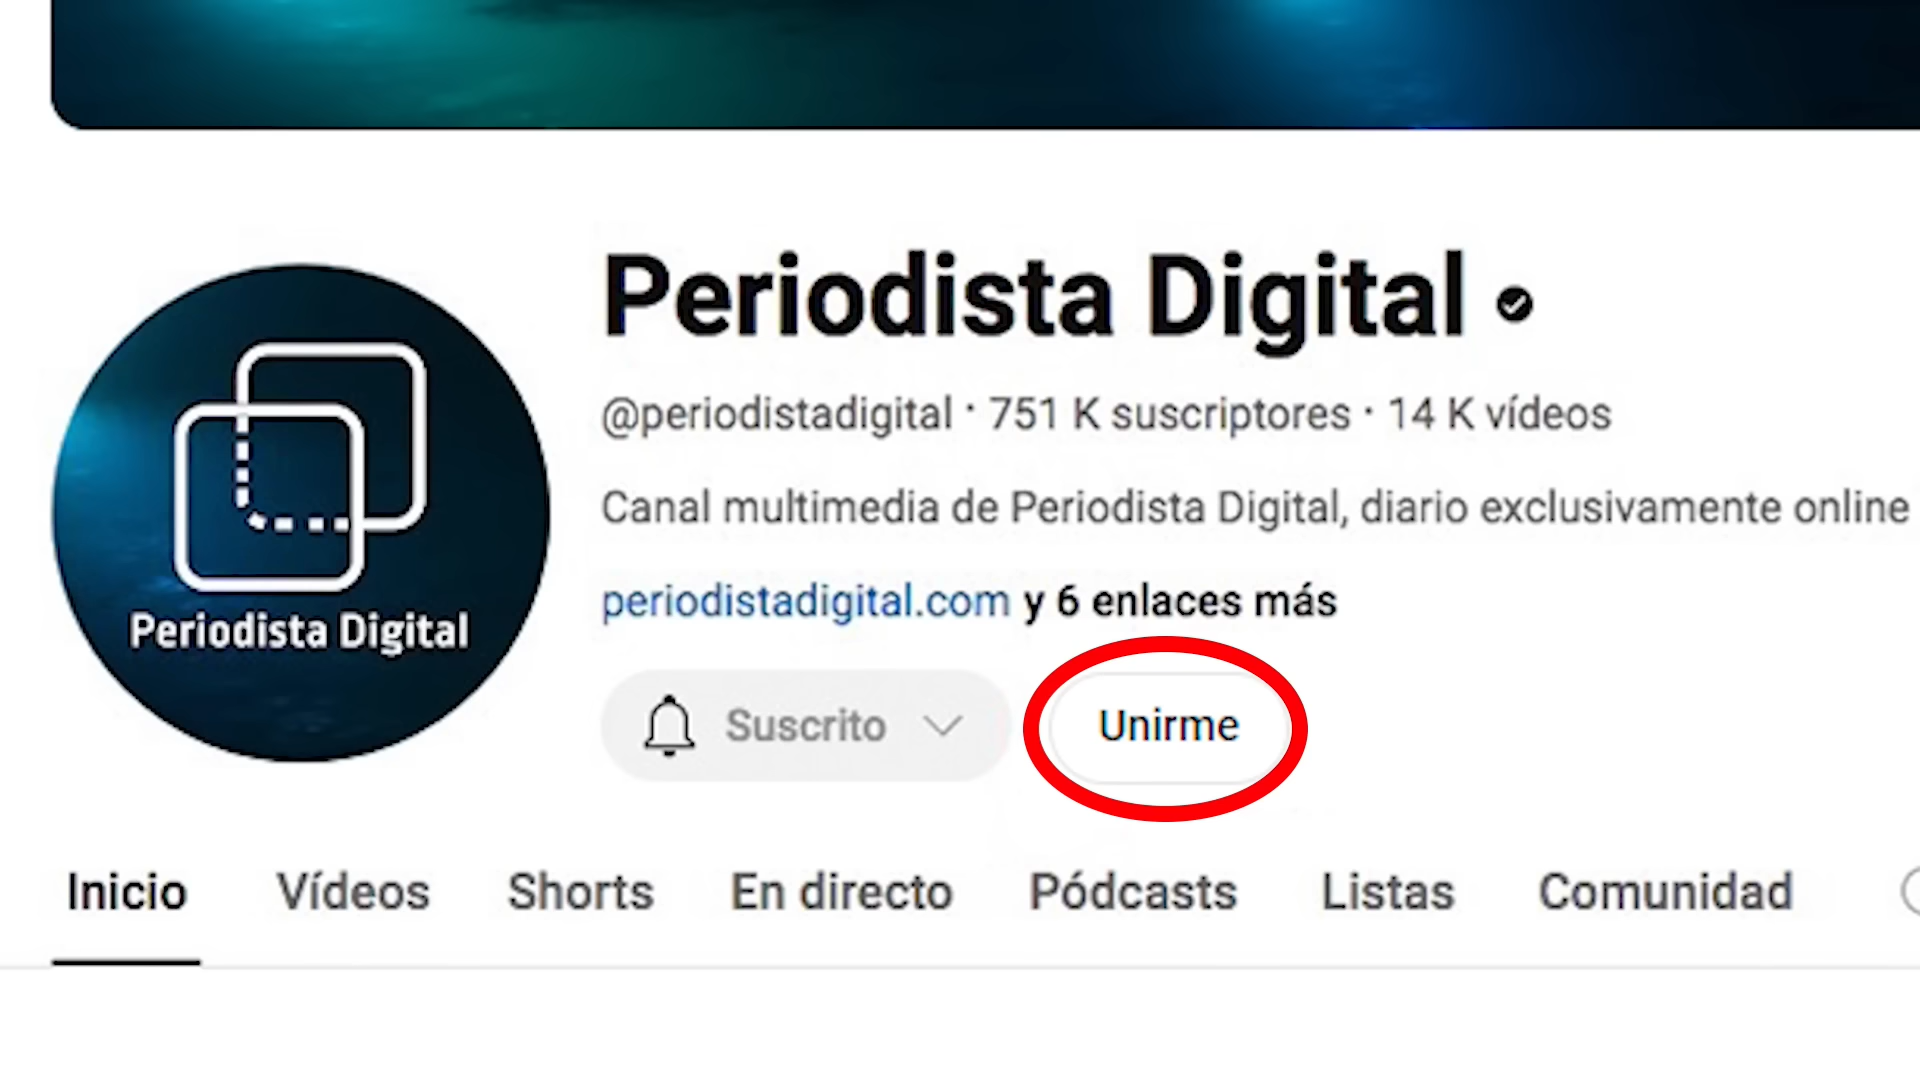 Periodista Digital
@periodistadigital · 751 K suscriptores · 14 K vídeos
Canal multimedia de Periodista Digital, diario exclusivamente online
periodistadigital.com y 6 enlaces más
Periodista Digital
Suscrito
Unirme
Inicio Vídeos Shorts En directo Pódcasts Listas Comunidad